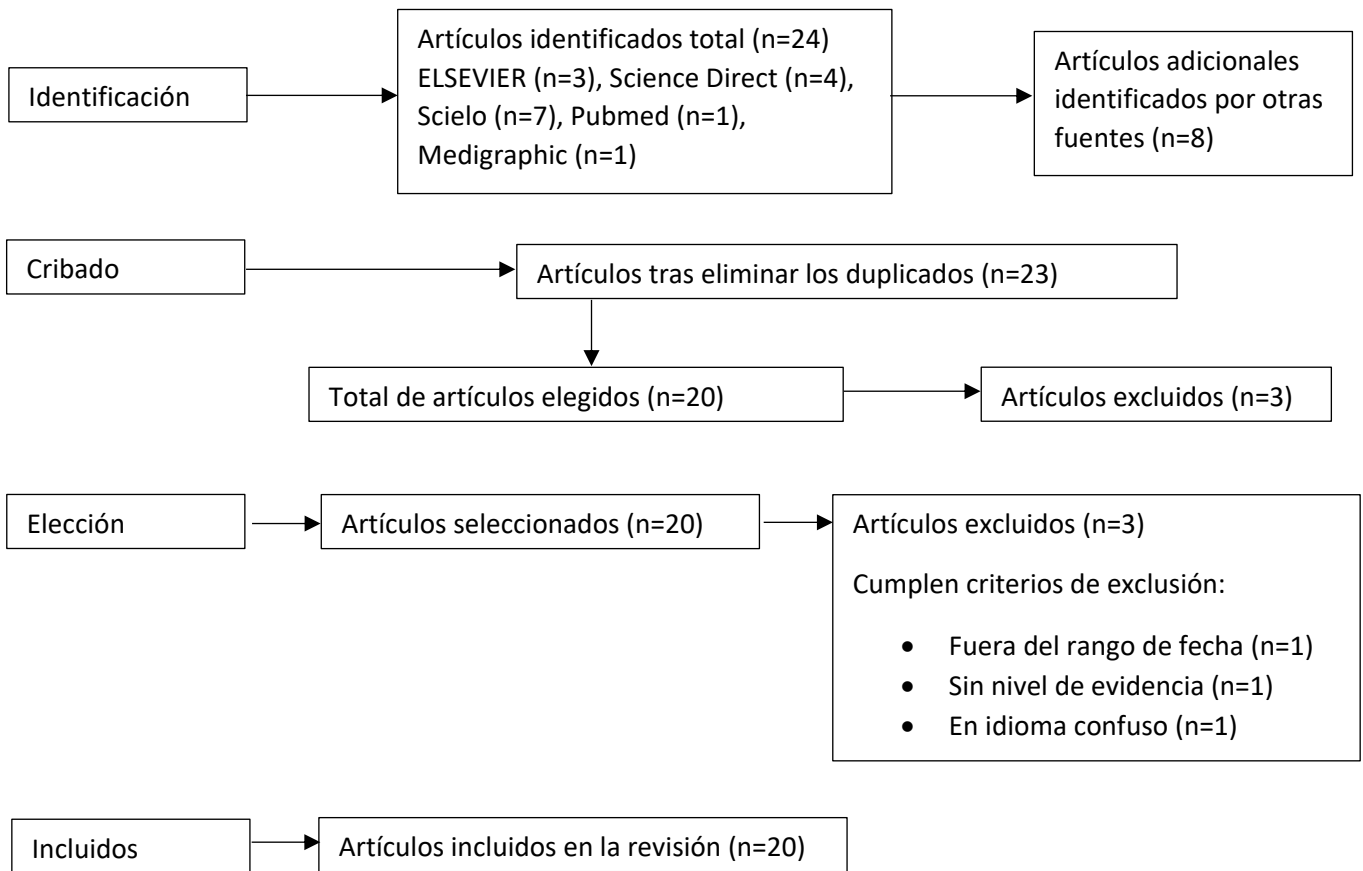 Identificación
Artículos identificados total (n=24)
ELSEVIER (n=3), Science Direct (n=4),
Scielo (n=7), Pubmed (n=1),
Medigraphic (n=1)
Artículos adicionales
identificados por otras
fuentes (n=8)
Cribado
Artículos tras eliminar los duplicados (n=23)
Total de artículos elegidos (n=20)
Artículos excluidos (n=3)
Elección
Artículos seleccionados (n=20)
Artículos excluidos (n=3)
Cumplen criterios de exclusión:
• Fuera del rango de fecha (n=1)
• Sin nivel de evidencia (n=1)
• En idioma confuso (n=1)
Incluidos
Artículos incluidos en la revisión (n=20)